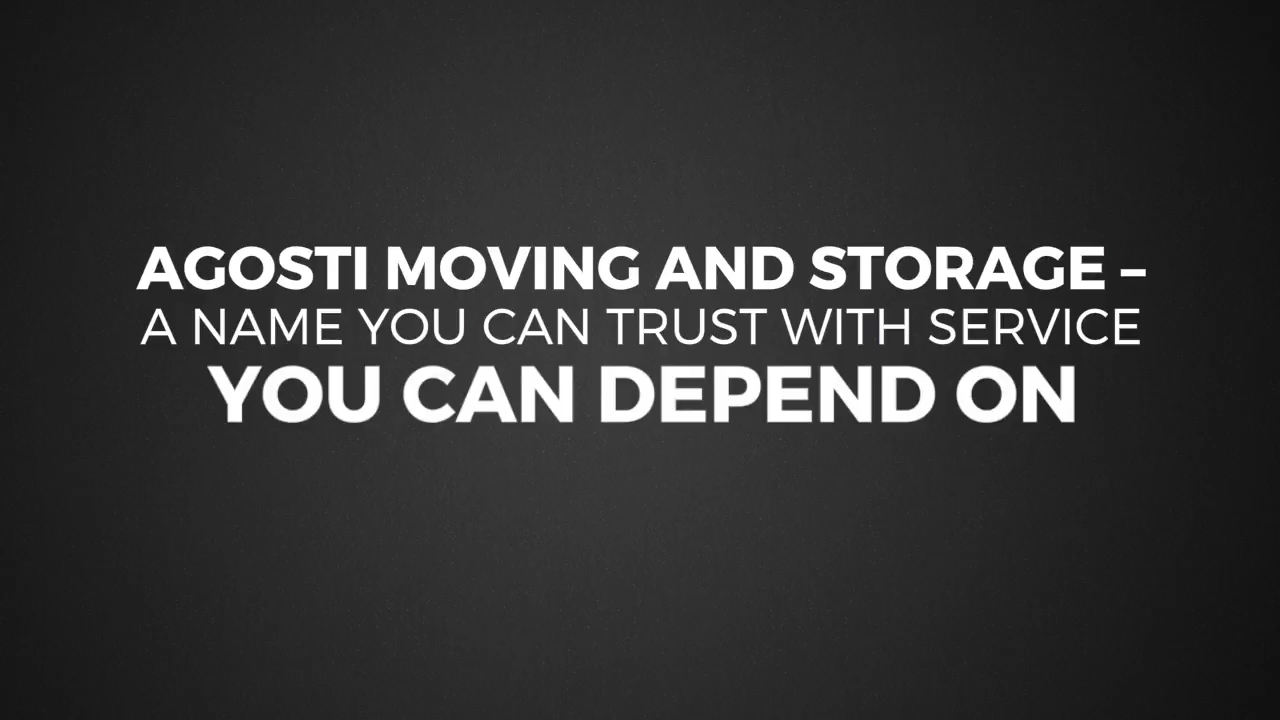 AGOSTI MOVING AND STORAGE –
A NAME YOU CAN TRUST WITH SERVICE
YOU CAN DEPEND ON